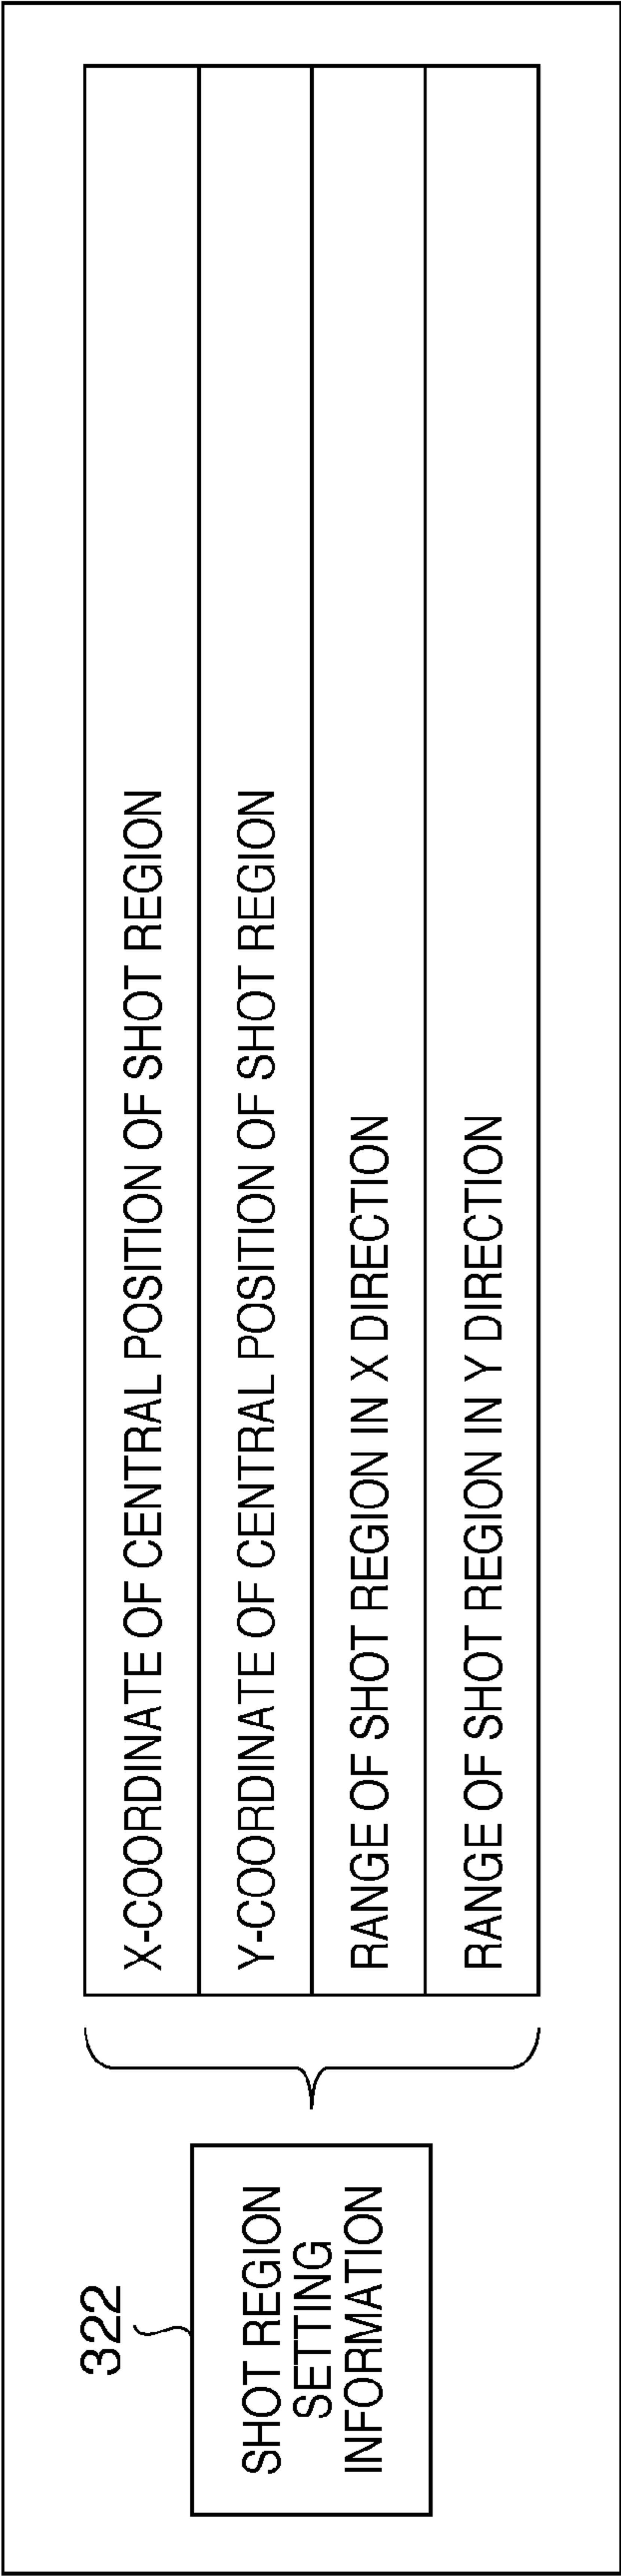 322
SHOT REGION
SETTING
INFORMATION
X-COORDINATE OF CENTRAL POSITION OF SHOT REGION
Y-COORDINATE OF CENTRAL POSITION OF SHOT REGION
RANGE OF SHOT REGION IN X DIRECTION
RANGE OF SHOT REGION IN Y DIRECTION